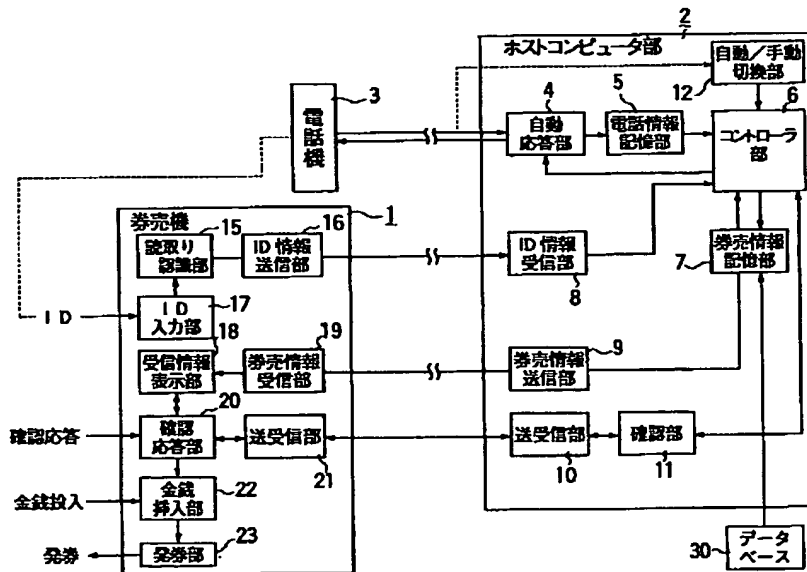 2
ホストコンピュータ部
自動／手動
切換部
12
6
コントローラ
部
3
電話機
4
自動
応答部
5
電話情報
記憶部
1
券売機
15
読取り
認識部
16
ID 情報
送信部
ID 情報
受信部
8
券売情報
記憶部
7
ID
17
ID
入力部
18
受信情報
表示部
19
券売情報
受信部
9
券売情報
送信部
20
確認応答
確認
応答部
送受信部
21
送受信部
10
確認部
11
金銭投入
金銭
挿入部
22
発券
発券部
23
30
データ
ベース